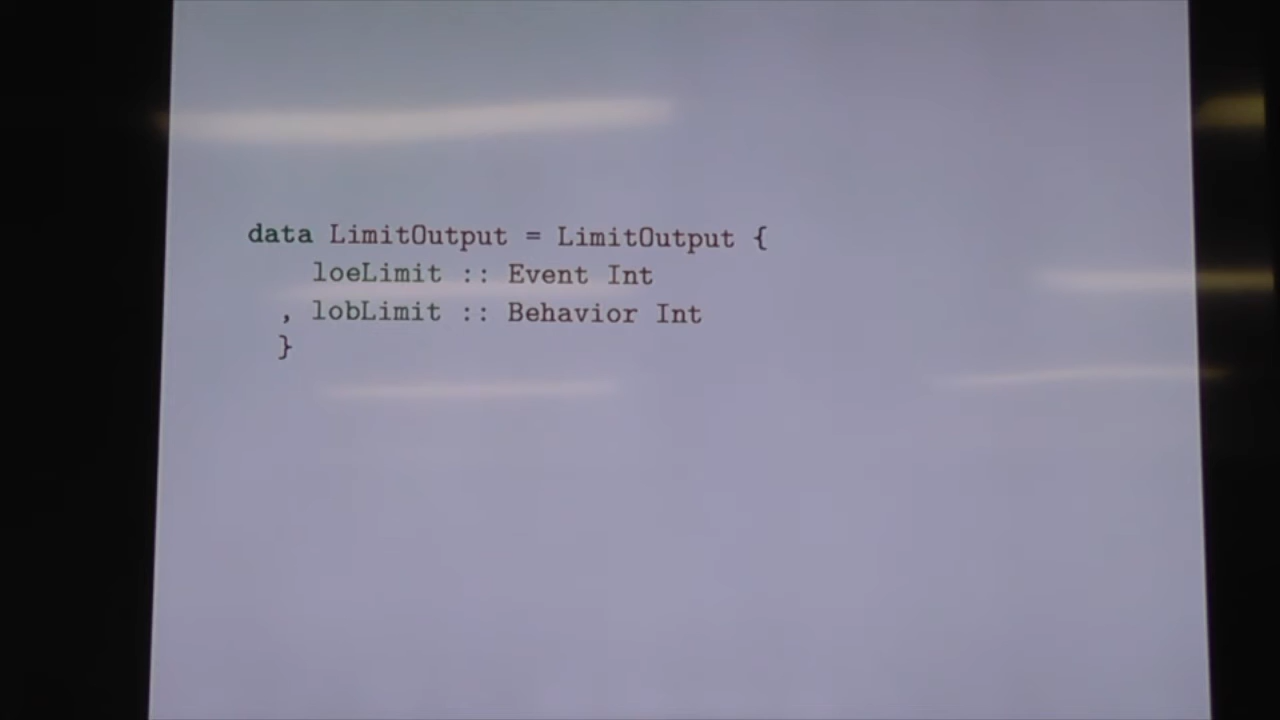 data LimitOutput = LimitOutput {
    loeLimit :: Event Int
  , lobLimit :: Behavior Int
  }